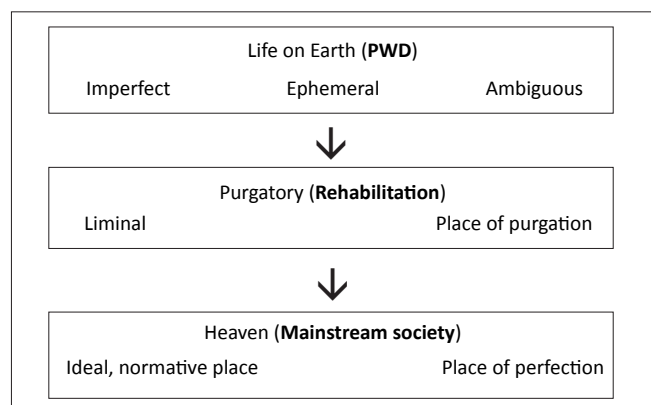 Life on Earth (PWD)
Imperfect Ephemeral Ambiguous
Purgatory (Rehabilitation)
Liminal Place of purgation
Heaven (Mainstream society)
Ideal, normative place Place of perfection